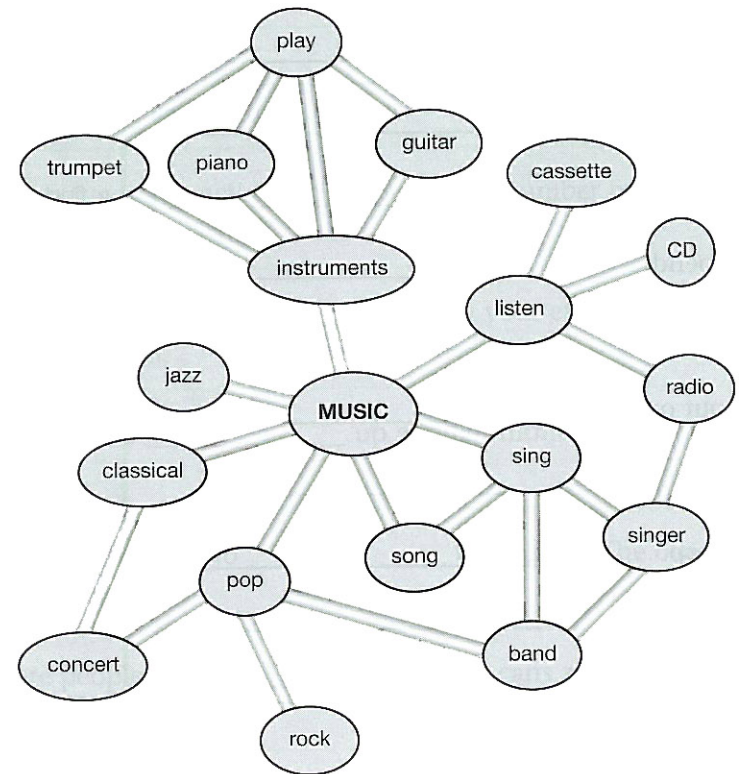 play
trumpet
piano
guitar
cassette
instruments
CD
listen
jazz
MUSIC
radio
classical
sing
song
singer
pop
band
concert
rock